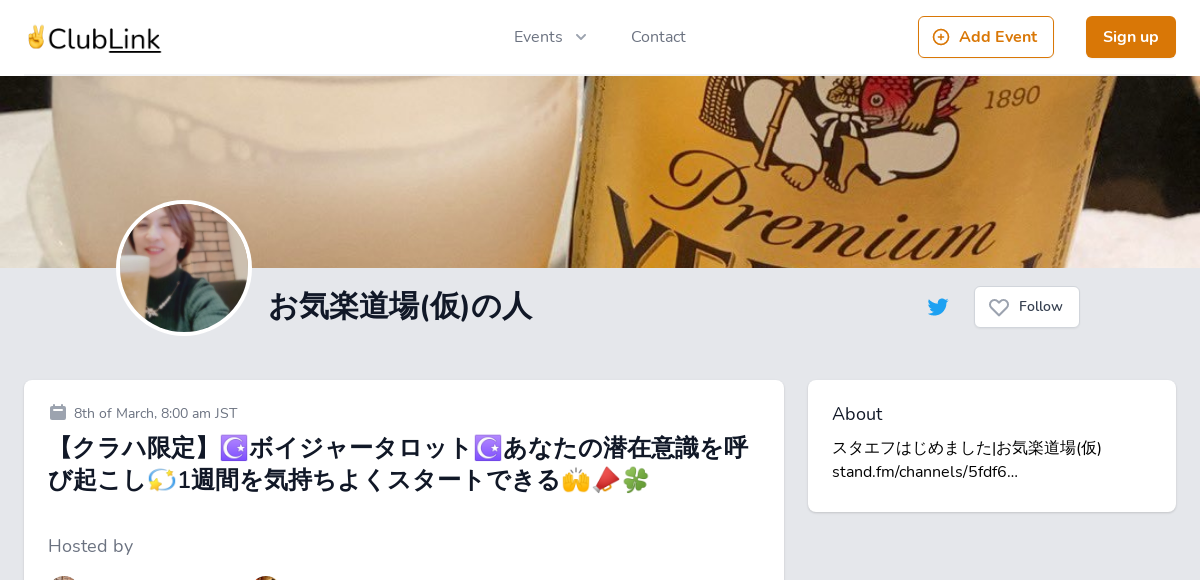 ✌️ClubLink
Events
Contact
Add Event
Sign up
1890
Premium
お気楽道場(仮)の人
Follow
8th of March, 8:00 am JST
【クラハ限定】☪️ボイジャータロット☪️あなたの潜在意識を呼
び起こし💫1週間を気持ちよくスタートできる🙌📣🍀
Hosted by
About
スタエフはじめました|お気楽道場(仮)
stand.fm/channels/5fdf6…